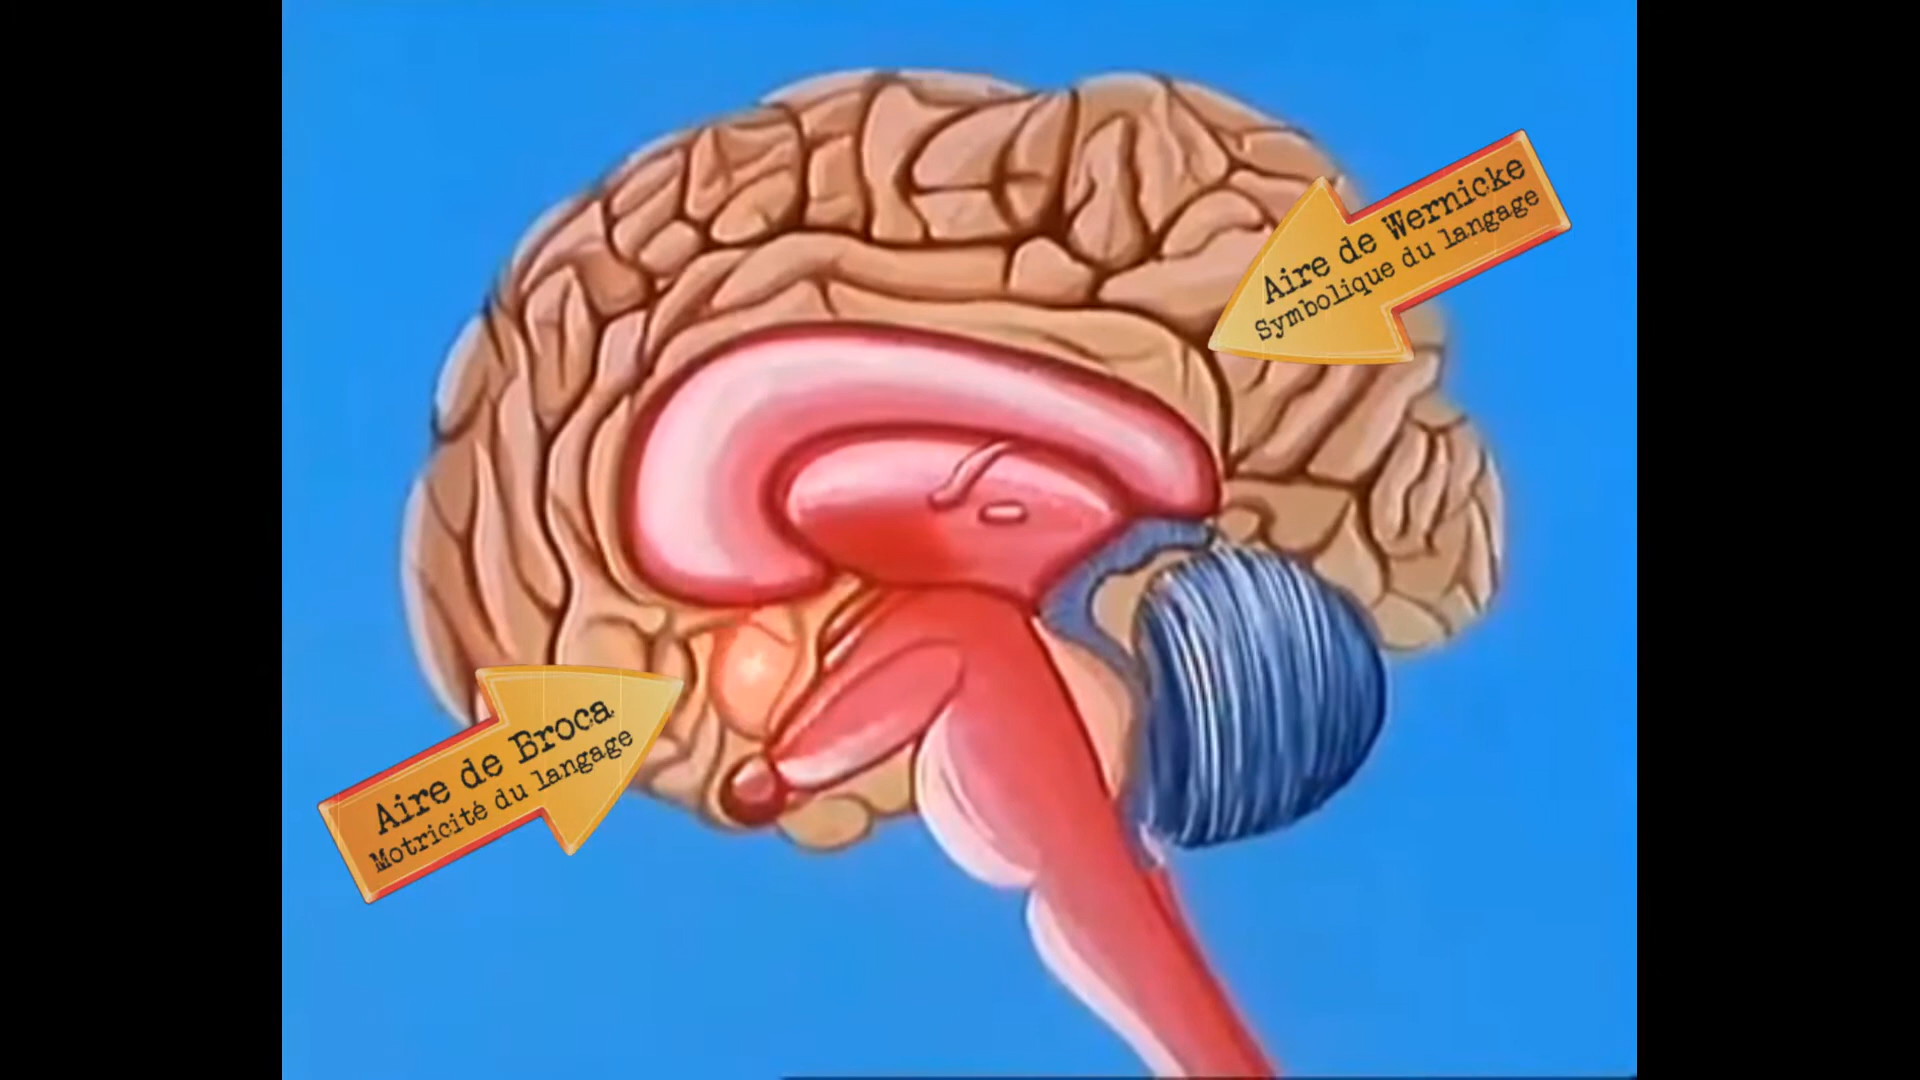 Aire de Wernicke
Symbolique du langage
Aire de Broca
Motricité du langage